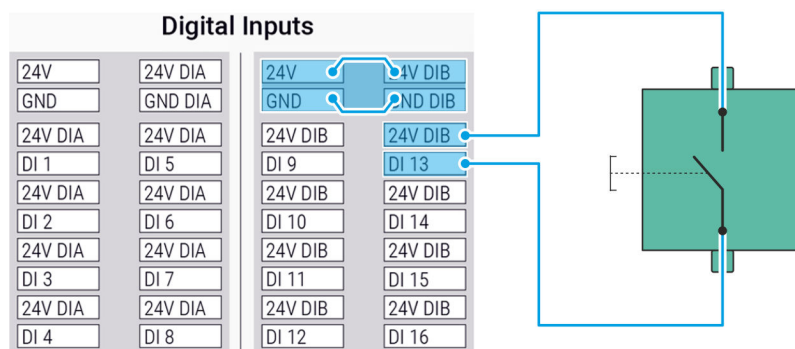 Digital Inputs
24V 24V DIA 24V 24V DIB
GND GND DIA GND GND DIB
24V DIA 24V DIA 24V DIB 24V DIB
DI 1 DI 5 DI 9 DI 13
24V DIA 24V DIA 24V DIB 24V DIB
DI 2 DI 6 DI 10 DI 14
24V DIA 24V DIA 24V DIB 24V DIB
DI 3 DI 7 DI 11 DI 15
24V DIA 24V DIA 24V DIB 24V DIB
DI 4 DI 8 DI 12 DI 16